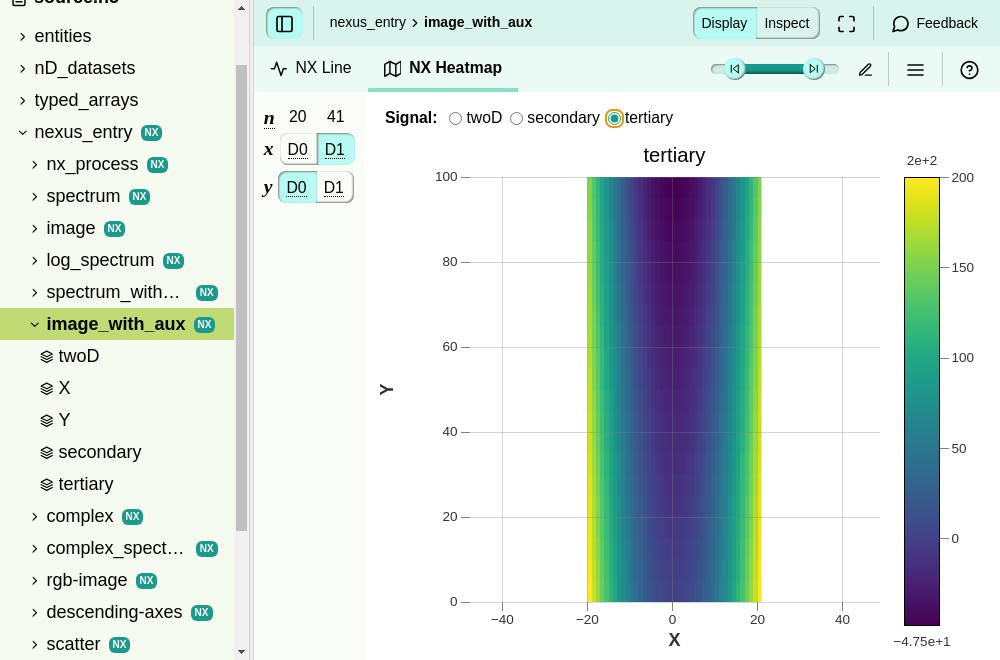 source.h5
nexus_entry › image_with_aux
Display
Inspect
Feedback
entities
nD_datasets
typed_arrays
nexus_entry NX
nx_process NX
spectrum NX
image NX
log_spectrum NX
spectrum_with… NX
image_with_aux NX
twoD
X
Y
secondary
tertiary
complex NX
complex_spect… NX
rgb-image NX
descending-axes NX
scatter NX
NX Line
NX Heatmap
n 20 41
x D0 D1
y D0 D1
Signal: twoD secondary tertiary
tertiary
100
80
60
40
20
0
Y
−40
−20
0
20
40
X
2e+2
200
150
100
50
0
−4.75e+1